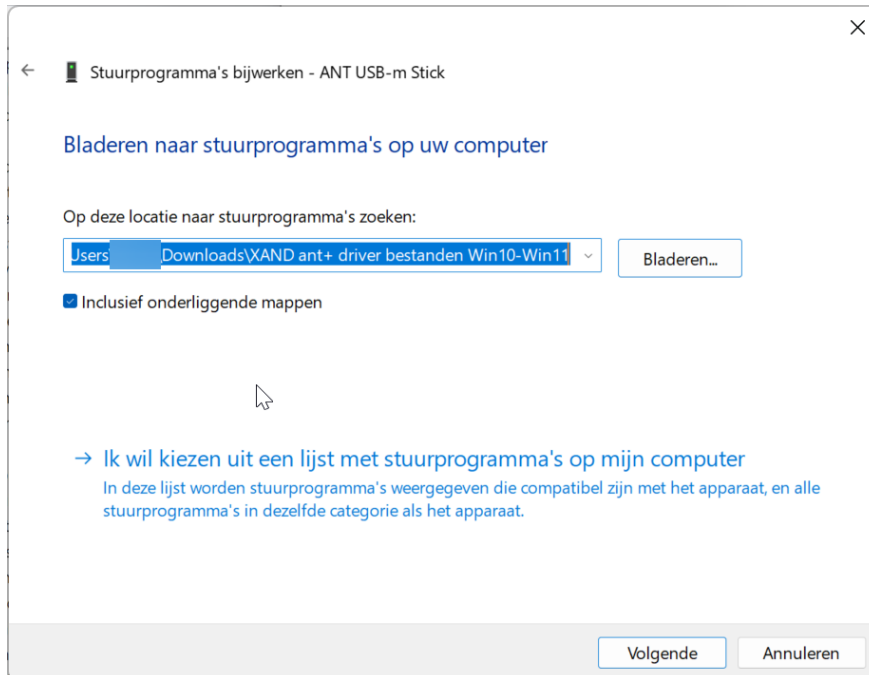 Stuurprogramma's bijwerken - ANT USB-m Stick
Bladeren naar stuurprogramma's op uw computer
Op deze locatie naar stuurprogramma's zoeken:
Users\ Downloads\XAND ant+ driver bestanden Win10-Win11
Bladeren...
Inclusief onderliggende mappen
Ik wil kiezen uit een lijst met stuurprogramma's op mijn computer
In deze lijst worden stuurprogramma's weergegeven die compatibel zijn met het apparaat, en alle
stuurprogramma's in dezelfde categorie als het apparaat.
Volgende
Annuleren